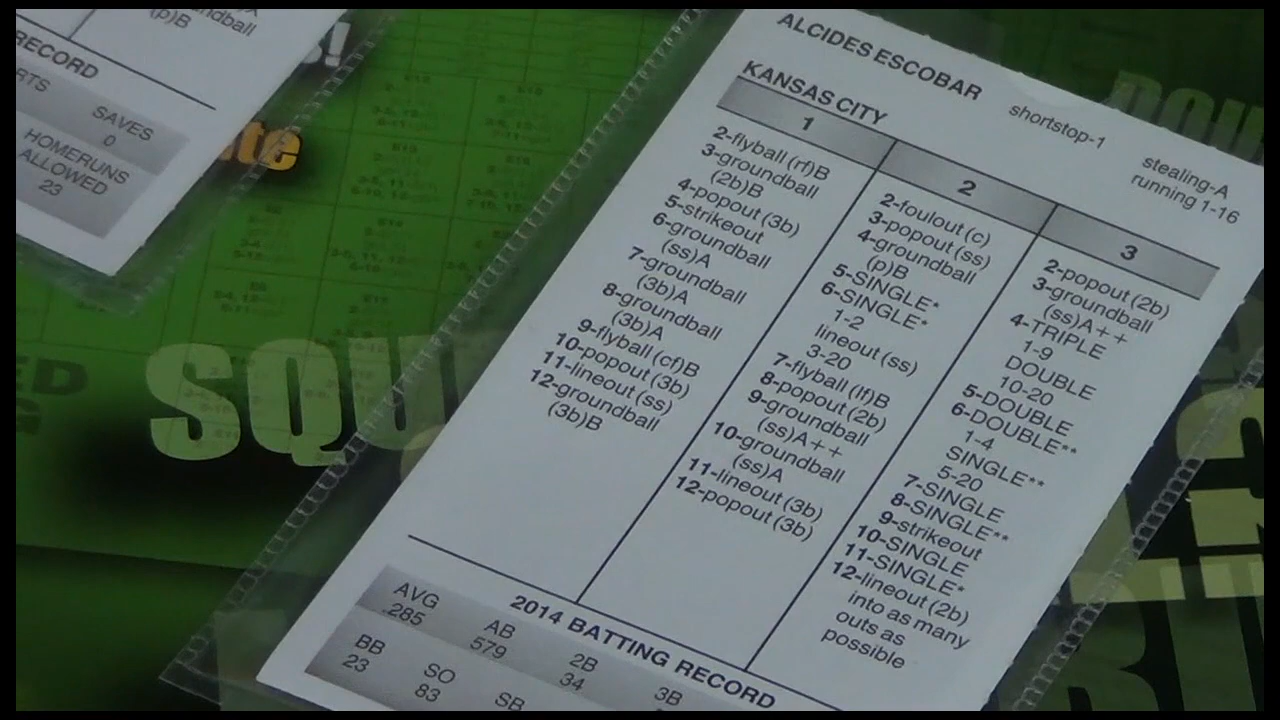 (p)B
groundball
RECORD
SAVES
0
HOMERUNS
ALLOWED
23
ALCIDES ESCOBAR
shortstop-1
stealing-A
running 1-16
KANSAS CITY
1
2-flyball (rf)B
3-groundball
(2b)B
4-popout (3b)
5-strikeout
6-groundball
(ss)A
7-groundball
(3b)A
8-groundball
(3b)A
9-flyball (cf)B
10-popout (3b)
11-lineout (ss)
12-groundball
(3b)B
2
2-foulout (c)
3-popout (ss)
4-groundball
(p)B
5-SINGLE*
6-SINGLE*
1-2
lineout (ss)
3-20
7-flyball (lf)B
8-popout (2b)
9-groundball
(ss)A++
10-groundball
(ss)A
11-lineout (3b)
12-popout (3b)
3
2-popout (2b)
3-groundball
(ss)A++
4-TRIPLE
1-9
DOUBLE
10-20
5-DOUBLE
6-DOUBLE**
1-4
SINGLE**
5-20
7-SINGLE
8-SINGLE**
9-strikeout
10-SINGLE
11-SINGLE*
12-lineout (2b)
into as many
outs as
possible
2014 BATTING RECORD
AVG
.285
AB
579
2B
34
3B
BB
23
SO
83
SB